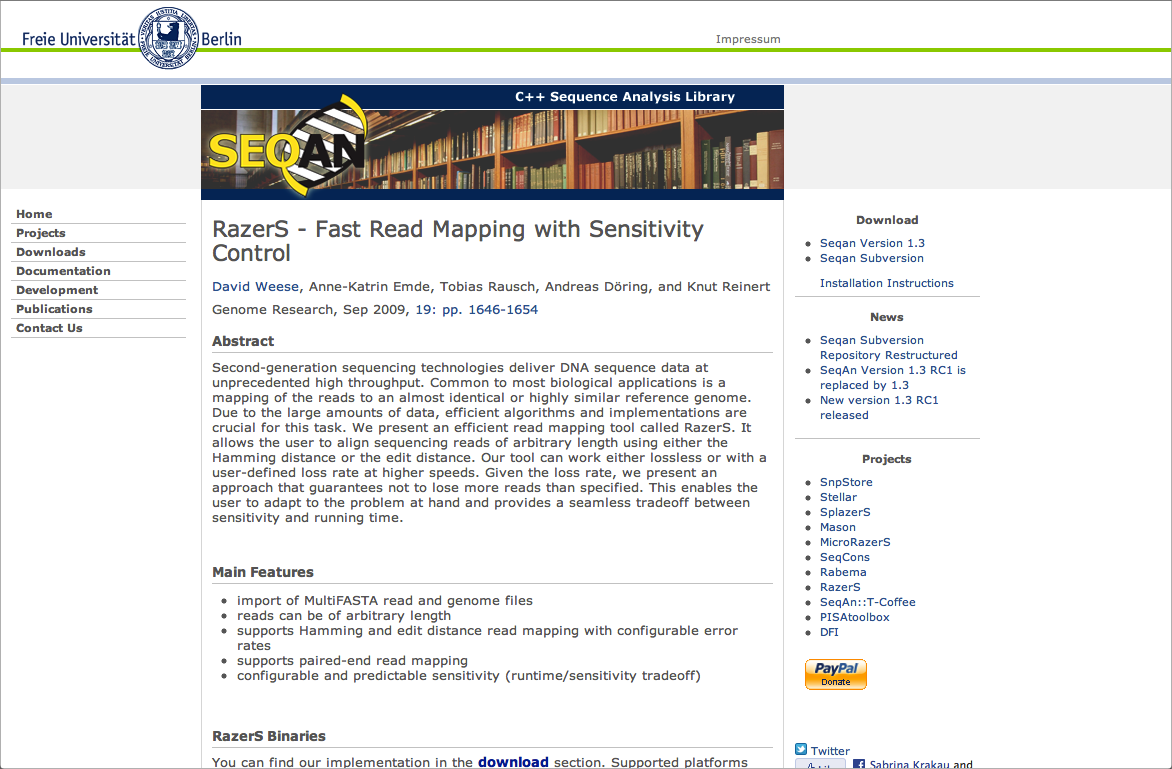 Freie Universität Berlin
Impressum
C++ Sequence Analysis Library
SEQAN
Home
Projects
Downloads
Documentation
Development
Publications
Contact Us
RazerS - Fast Read Mapping with Sensitivity
Control
David Weese, Anne-Katrin Emde, Tobias Rausch, Andreas Döring, and Knut Reinert
Genome Research, Sep 2009, 19: pp. 1646-1654
Abstract
Second-generation sequencing technologies deliver DNA sequence data at
unprecedented high throughput. Common to most biological applications is a
mapping of the reads to an almost identical or highly similar reference genome.
Due to the large amounts of data, efficient algorithms and implementations are
crucial for this task. We present an efficient read mapping tool called RazerS. It
allows the user to align sequencing reads of arbitrary length using either the
Hamming distance or the edit distance. Our tool can work either lossless or with a
user-defined loss rate at higher speeds. Given the loss rate, we present an
approach that guarantees not to lose more reads than specified. This enables the
user to adapt to the problem at hand and provides a seamless tradeoff between
sensitivity and running time.
Main Features
import of MultiFASTA read and genome files
reads can be of arbitrary length
supports Hamming and edit distance read mapping with configurable error
rates
supports paired-end read mapping
configurable and predictable sensitivity (runtime/sensitivity tradeoff)
RazerS Binaries
You can find our implementation in the download section. Supported platforms
Download
Seqan Version 1.3
Seqan Subversion
Installation Instructions
News
Seqan Subversion
Repository Restructured
SeqAn Version 1.3 RC1 is
replaced by 1.3
New version 1.3 RC1
released
Projects
SnpStore
Stellar
SplazerS
Mason
MicroRazerS
SeqCons
Rabema
RazerS
SeqAn::T-Coffee
PISAtoolbox
DFI
PayPal
Donate
Twitter
Sabrina Krakau and